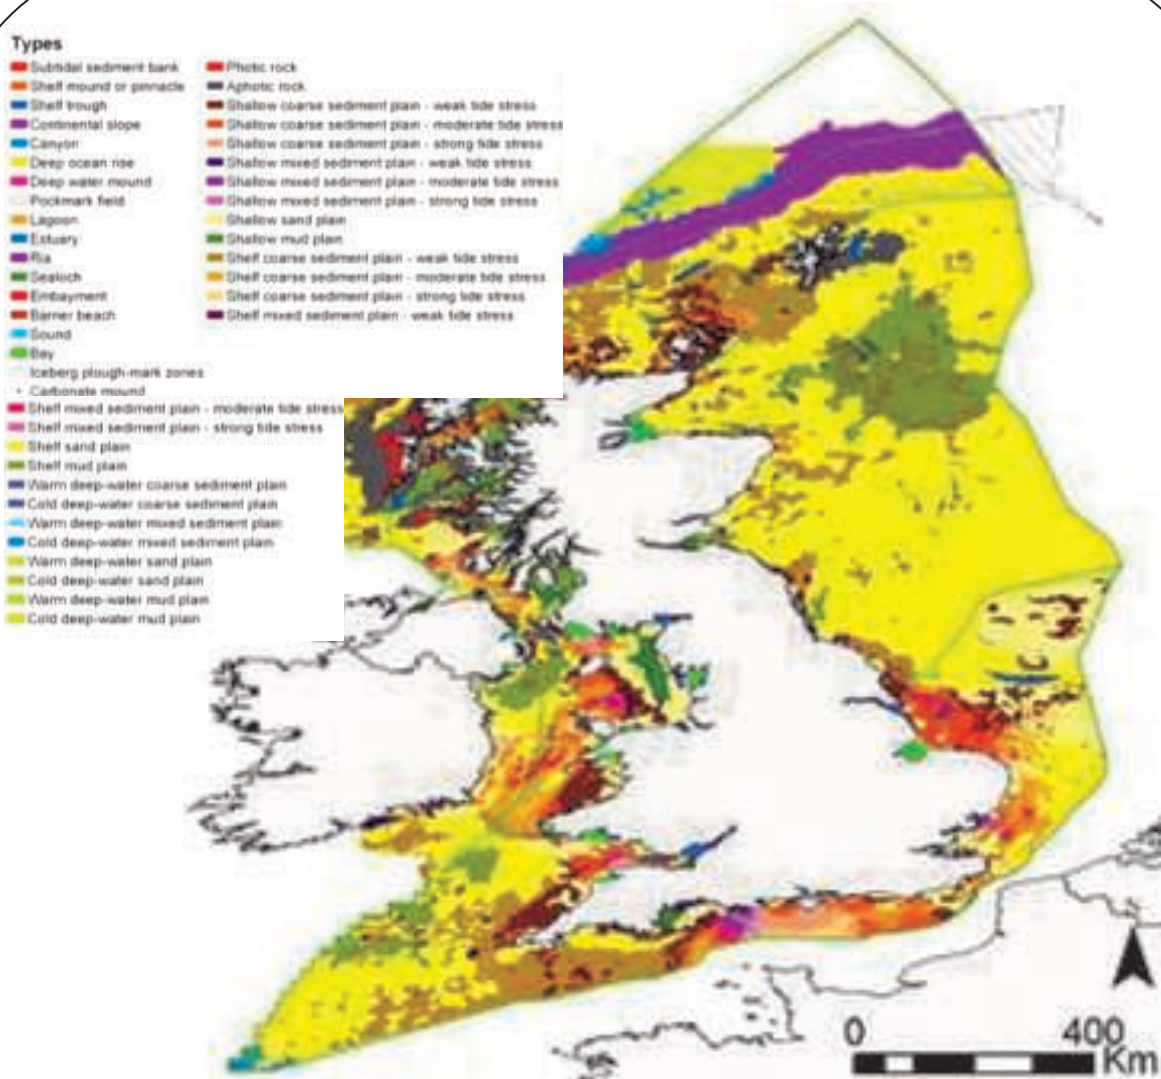 Types
Subtidal sediment bank
Shelf mound or pinnacle
Shelf trough
Continental slope
Canyon
Deep ocean rise
Deep water mound
Pockmark field
Lagoon
Estuary
Ria
Sealoch
Embayment
Barrier beach
Sound
Bay
Iceberg plough-mark zones
Carbonate mound
Shelf mixed sediment plain - moderate tide stress
Shelf mixed sediment plain - strong tide stress
Shelf sand plain
Shelf mud plain
Warm deep-water coarse sediment plain
Cold deep-water coarse sediment plain
Warm deep-water mixed sediment plain
Cold deep-water mixed sediment plain
Warm deep-water sand plain
Cold deep-water sand plain
Warm deep-water mud plain
Cold deep-water mud plain
Photic rock
Aphotic rock
Shallow coarse sediment plain - weak tide stress
Shallow coarse sediment plain - moderate tide stress
Shallow coarse sediment plain - strong tide stress
Shallow mixed sediment plain - weak tide stress
Shallow mixed sediment plain - moderate tide stress
Shallow mixed sediment plain - strong tide stress
Shallow sand plain
Shallow mud plain
Shelf coarse sediment plain - weak tide stress
Shelf coarse sediment plain - moderate tide stress
Shelf coarse sediment plain - strong tide stress
Shelf mixed sediment plain - weak tide stress
0 400
Km